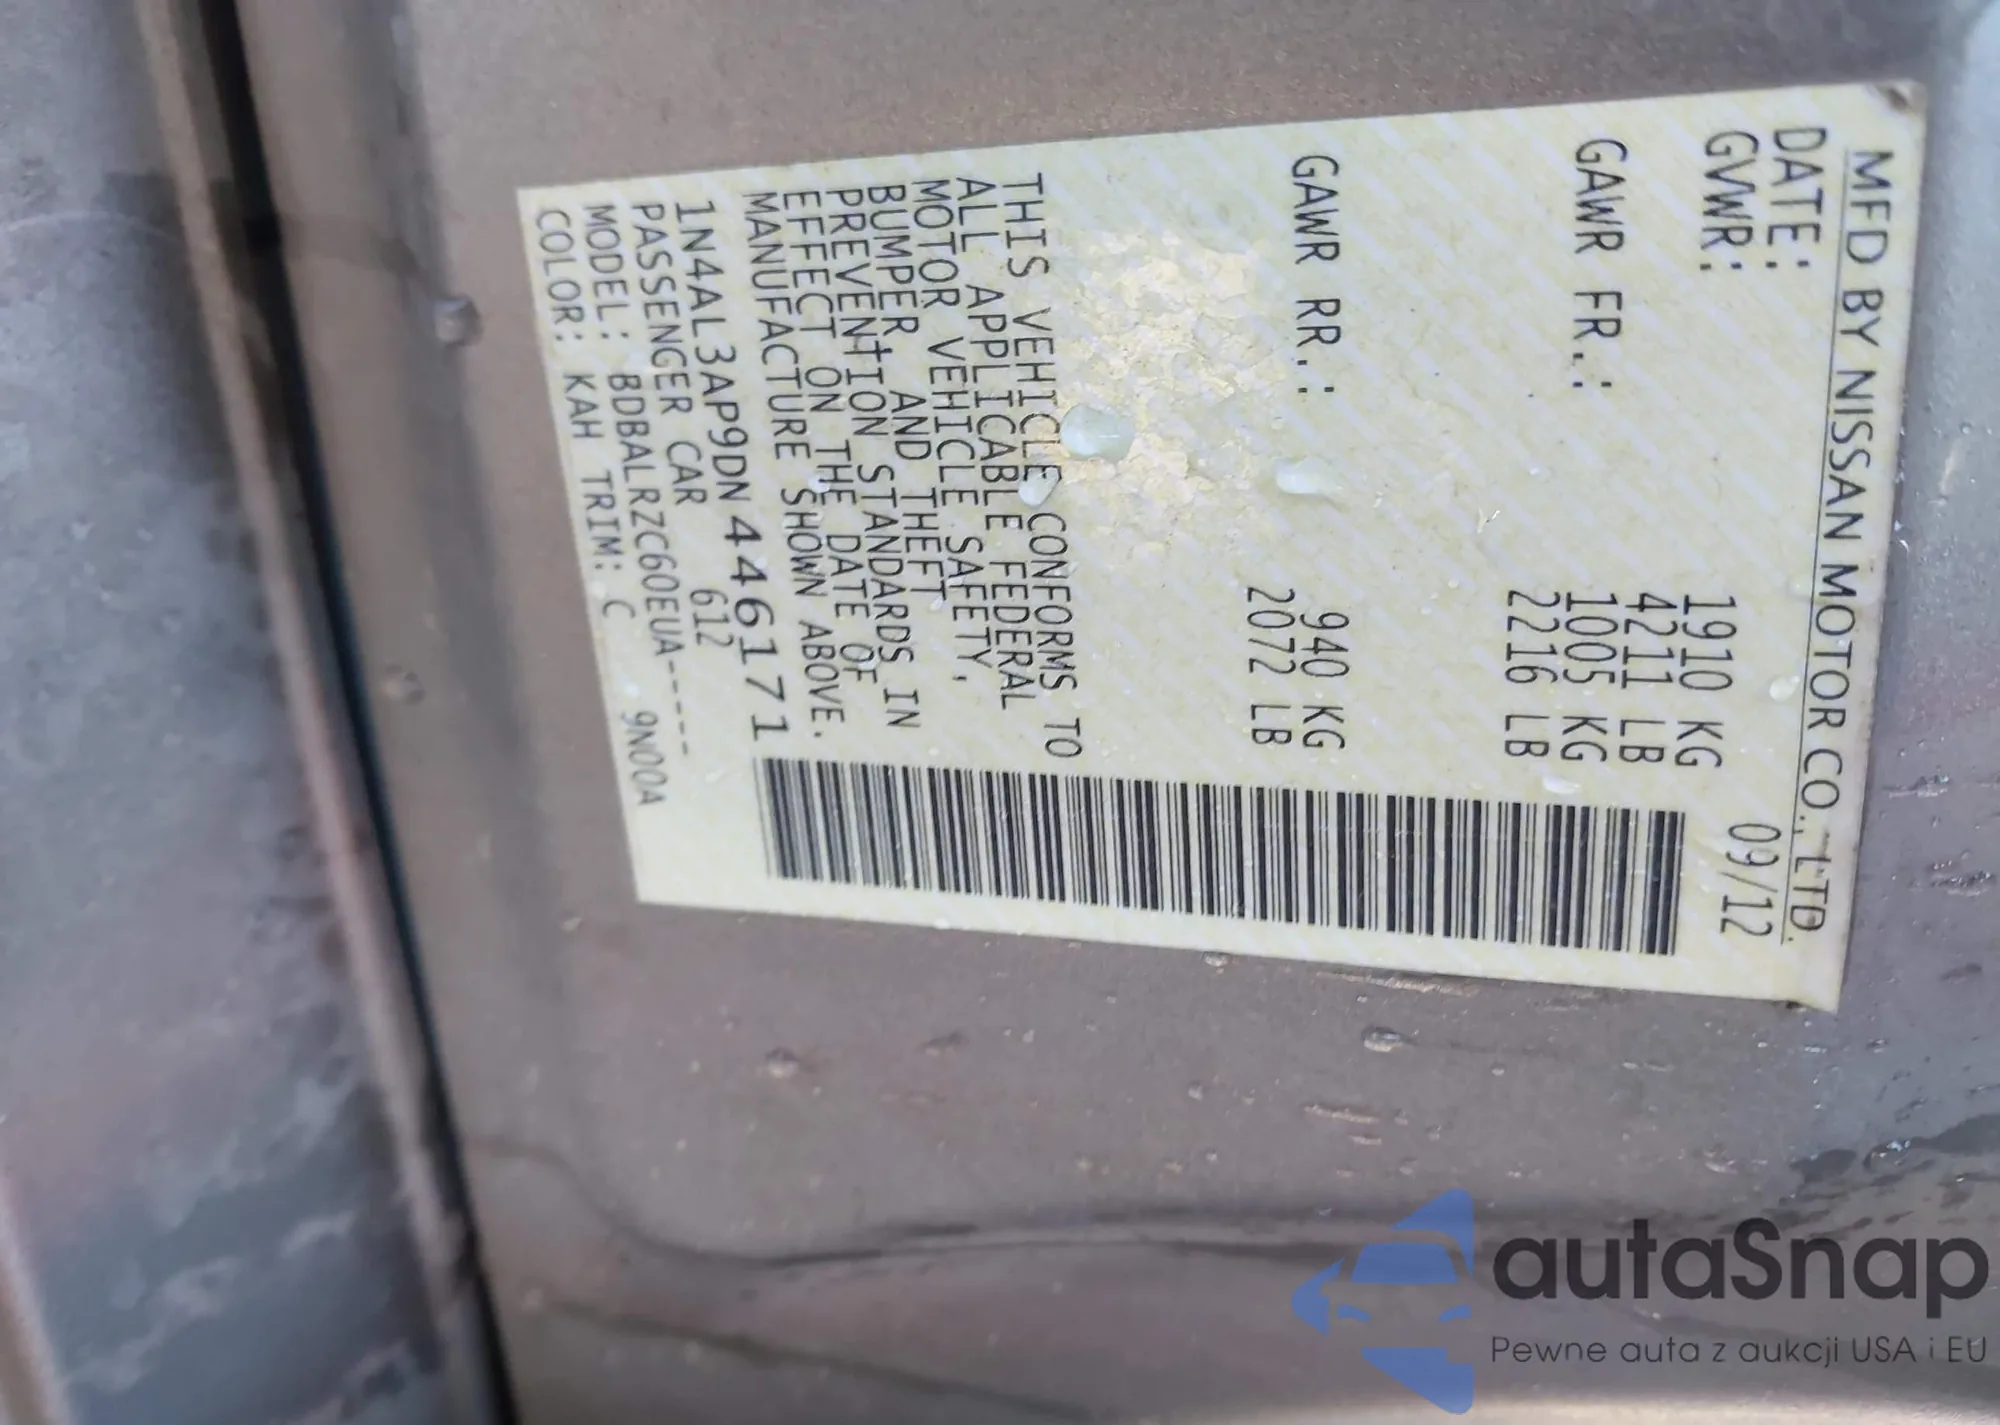 MFD BY NISSAN MOTOR CO., LTD.
DATE: 09/12
GVWR: 1910 KG
4211 LB
GAWR FR.: 1005 KG
2216 LB
GAWR RR.: 940 KG
2072 LB
THIS VEHICLE CONFORMS TO
ALL APPLICABLE FEDERAL
MOTOR VEHICLE SAFETY,
BUMPER, AND THEFT
PREVENTION STANDARDS IN
EFFECT ON THE DATE OF
MANUFACTURE SHOWN ABOVE.
1N4AL3AP9DN446171
PASSENGER CAR 612
MODEL: BDBALRZC60EUA-----
COLOR: KAH TRIM: C 9N00A
autaSnap
Pewne auta z aukcji USA i EU